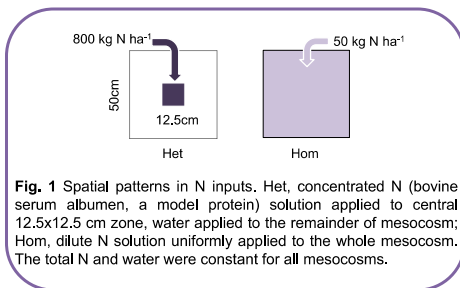 800 kg N ha⁻¹
50 kg N ha⁻¹
50cm
12.5cm
Het
Hom
Fig. 1 Spatial patterns in N inputs. Het, concentrated N (bovine
serum albumen, a model protein) solution applied to central
12.5x12.5 cm zone, water applied to the remainder of mesocosm;
Hom, dilute N solution uniformly applied to the whole mesocosm.
The total N and water were constant for all mesocosms.